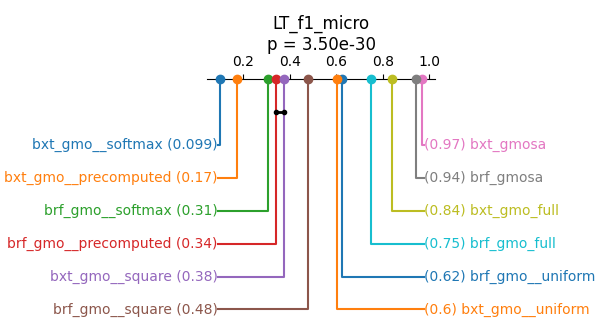 LT_f1_micro
p = 3.50e-30
0.2 0.4 0.6 0.8 1.0
bxt_gmo__softmax (0.099) (0.97) bxt_gmosa
bxt_gmo__precomputed (0.17) (0.94) brf_gmosa
brf_gmo__softmax (0.31) (0.84) bxt_gmo_full
brf_gmo__precomputed (0.34) (0.75) brf_gmo_full
bxt_gmo__square (0.38) (0.62) brf_gmo__uniform
brf_gmo__square (0.48) (0.6) bxt_gmo__uniform